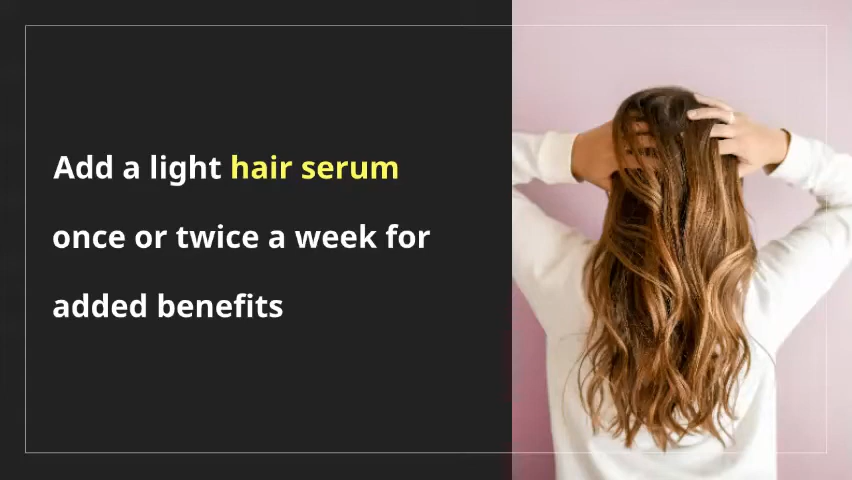 Add a light hair serum
once or twice a week for
added benefits